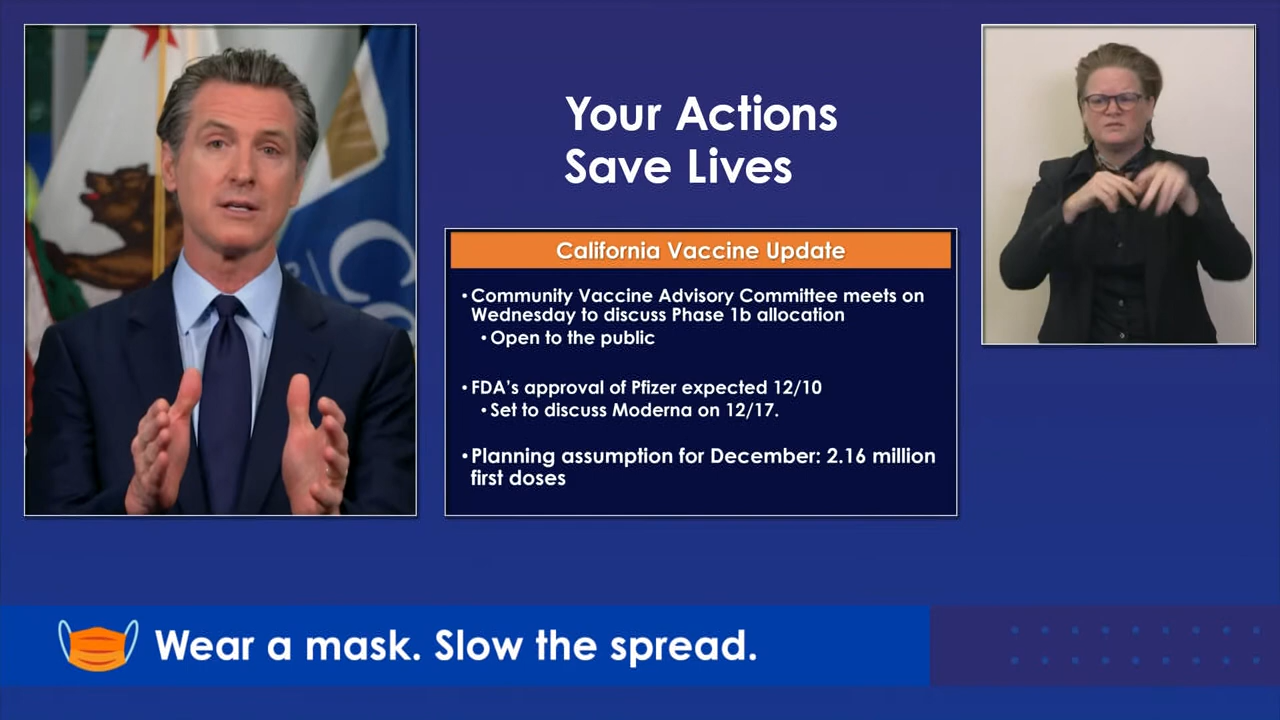 Your Actions
Save Lives
California Vaccine Update
• Community Vaccine Advisory Committee meets on
Wednesday to discuss Phase 1b allocation
• Open to the public
• FDA's approval of Pfizer expected 12/10
• Set to discuss Moderna on 12/17.
• Planning assumption for December: 2.16 million
first doses
Wear a mask. Slow the spread.